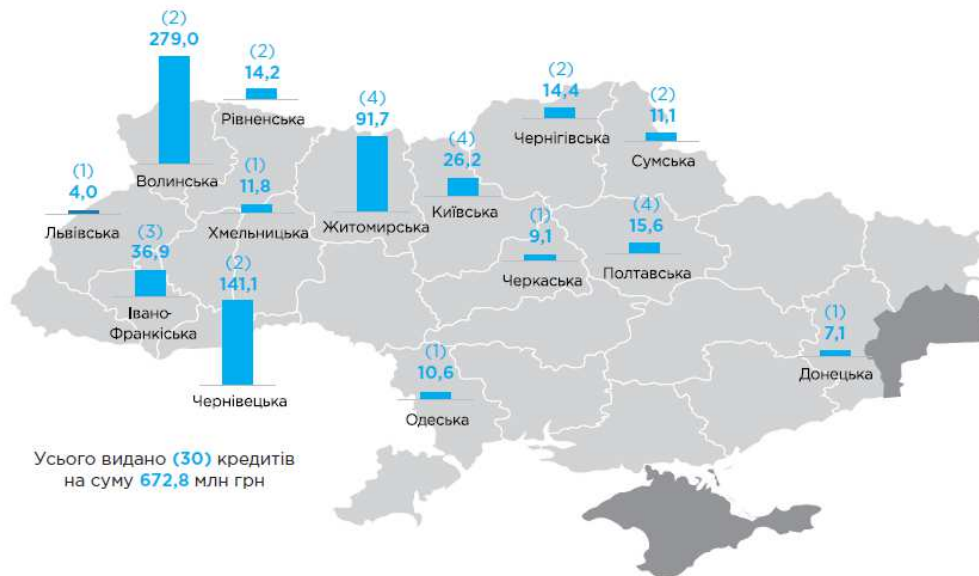 (2)
279,0
Волинська
(2)
14,2
Рівненська
(4)
91,7
Житомирська
(4)
26,2
Київська
(2)
14,4
Чернігівська
(2)
11,1
Сумська
(1)
4,0
Львівська
(1)
11,8
Хмельницька
(3)
36,9
Івано-
Франкіська
(2)
141,1
Чернівецька
(1)
9,1
Черкаська
(4)
15,6
Полтавська
(1)
10,6
Одеська
(1)
7,1
Донецька
Усього видано (30) кредитів
на суму 672,8 млн грн